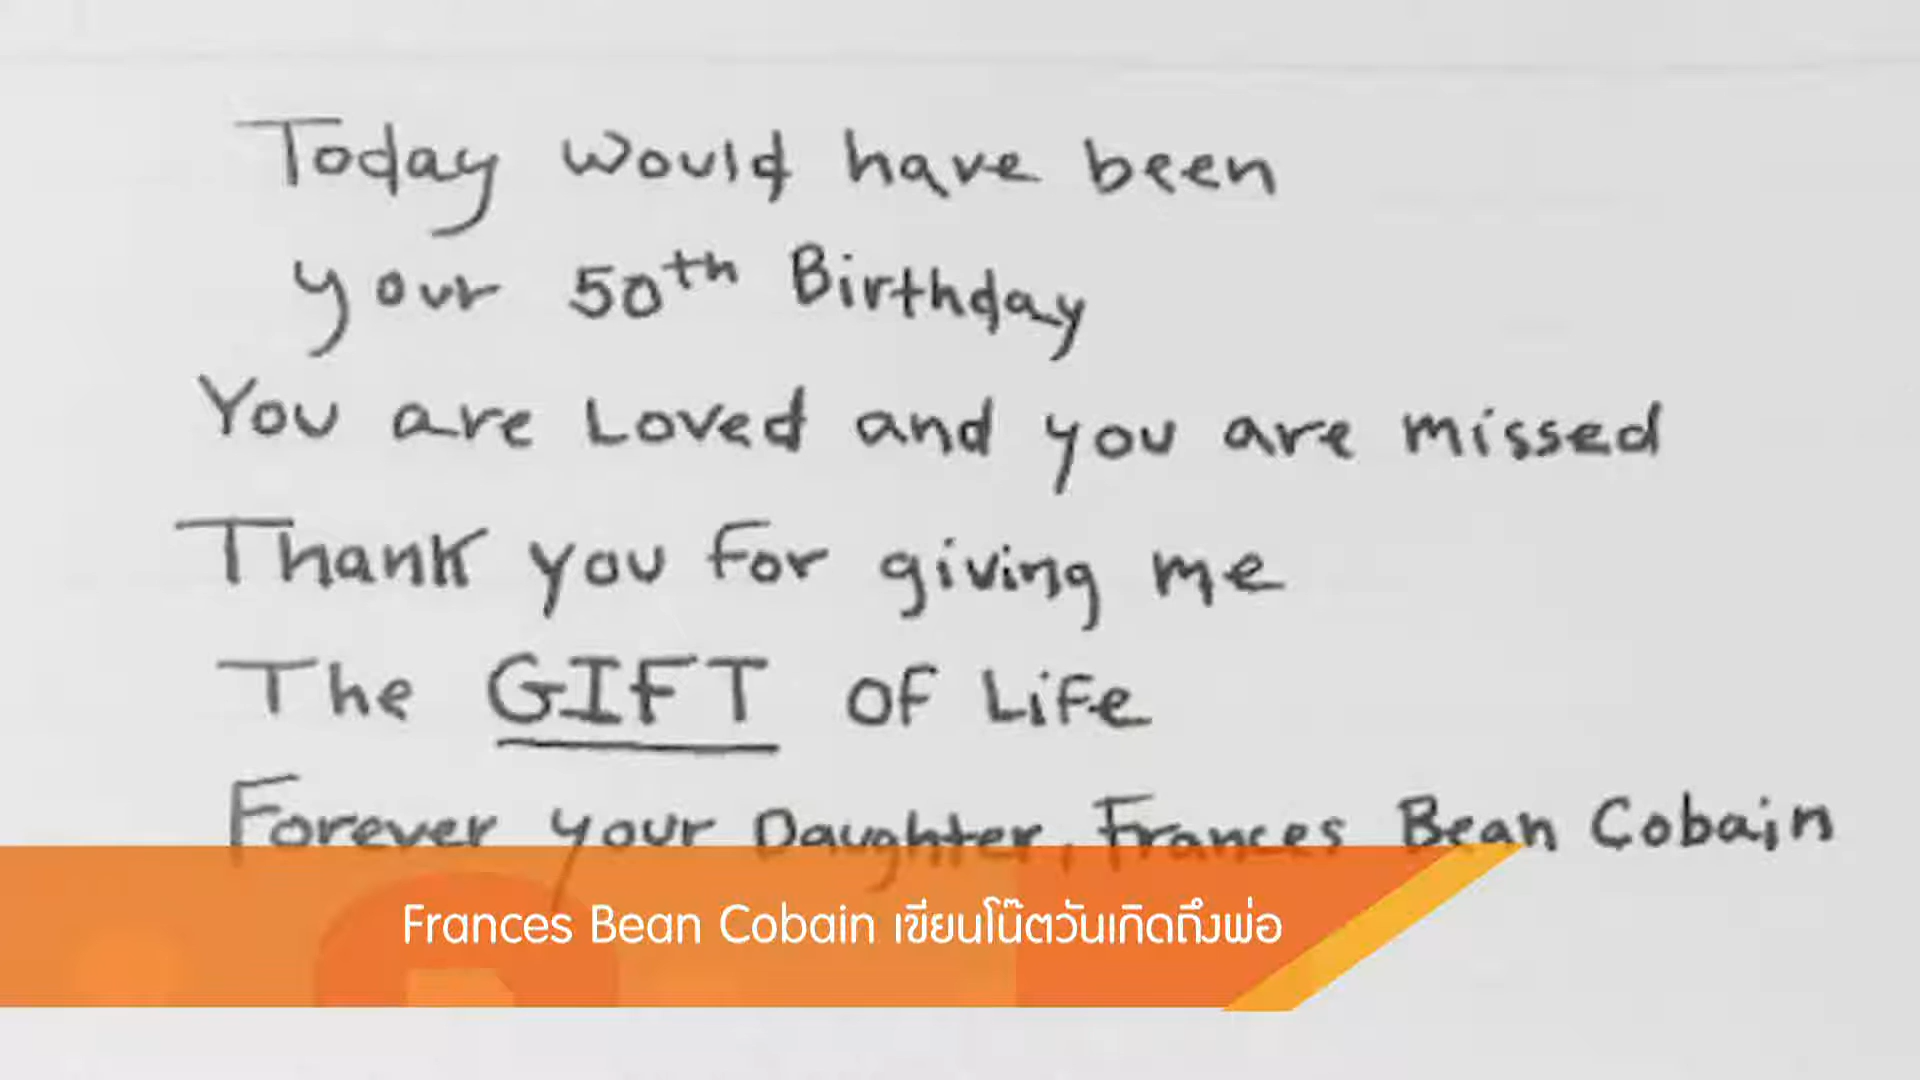 Today would have been
your 50th Birthday
You are Loved and you are missed
Thank you for giving me
The GIFT of Life
Forever your Daughter, Frances Bean Cobain
Frances Bean Cobain เขียนโน๊ตวันเกิดถึงพ่อ